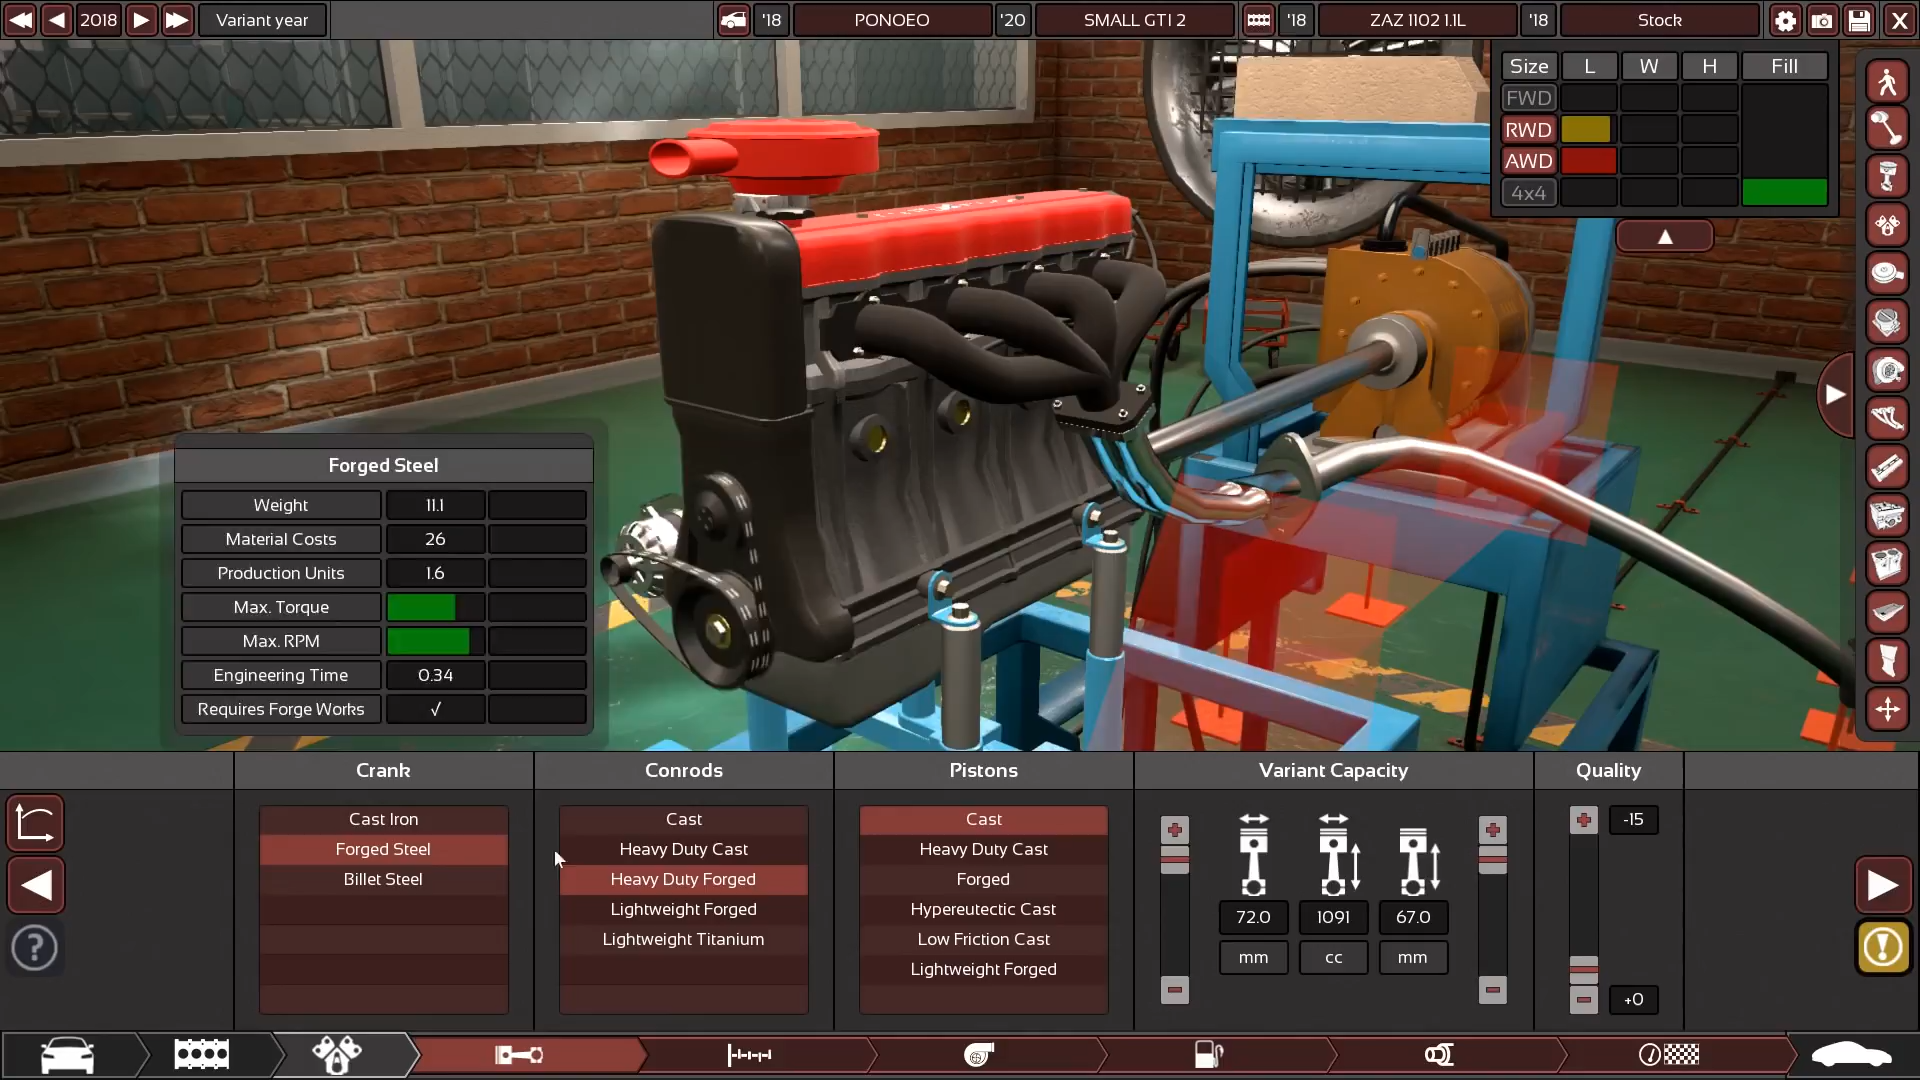 2018 Variant year '18 PONOEO '20 SMALL GTI 2 '18 ZAZ 1102 1.1L '18 Stock X
Size L W H Fill
FWD
RWD
AWD
4x4
Forged Steel
Weight 11.1
Material Costs 26
Production Units 1.6
Max. Torque
Max. RPM
Engineering Time 0.34
Requires Forge Works √
Crank
Cast Iron
Forged Steel
Billet Steel
Conrods
Cast
Heavy Duty Cast
Heavy Duty Forged
Lightweight Forged
Lightweight Titanium
Pistons
Cast
Heavy Duty Cast
Forged
Hypereutectic Cast
Low Friction Cast
Lightweight Forged
Variant Capacity
72.0 1091 67.0
mm cc mm
Quality
-15
+0